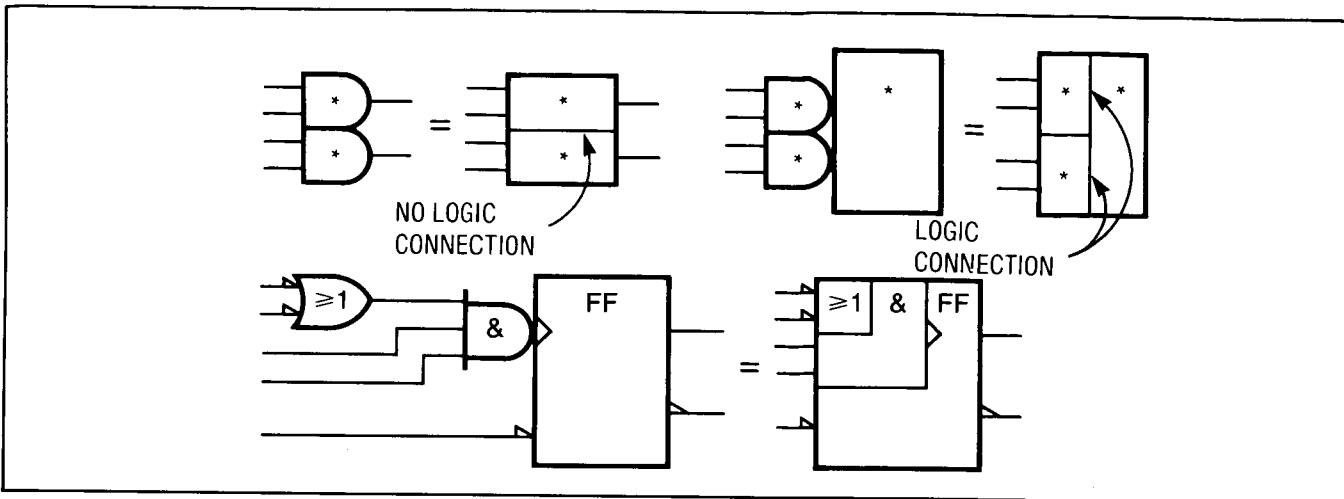 * = * * = * *
* * * *
NO LOGIC
CONNECTION
LOGIC
CONNECTION
≥1 & FF = ≥1 & FF